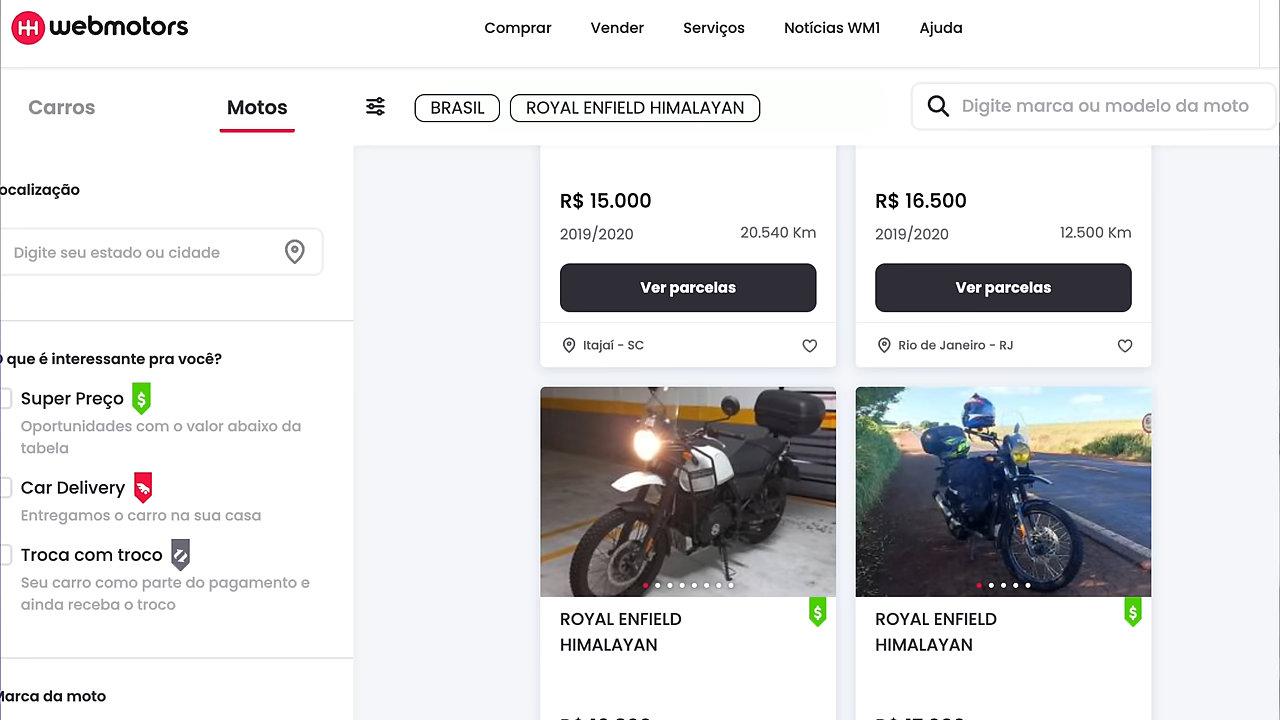 webmotors
Comprar Vender Serviços Notícias WM1 Ajuda
Carros Motos
BRASIL ROYAL ENFIELD HIMALAYAN
Digite marca ou modelo da moto
ocalização
Digite seu estado ou cidade
que é interessante pra você?
Super Preço
Oportunidades com o valor abaixo da
tabela
Car Delivery
Entregamos o carro na sua casa
Troca com troco
Seu carro como parte do pagamento e
ainda receba o troco
Marca da moto
R$ 15.000
2019/2020 20.540 Km
Ver parcelas
Itajaí - SC
R$ 16.500
2019/2020 12.500 Km
Ver parcelas
Rio de Janeiro - RJ
ROYAL ENFIELD
HIMALAYAN
ROYAL ENFIELD
HIMALAYAN